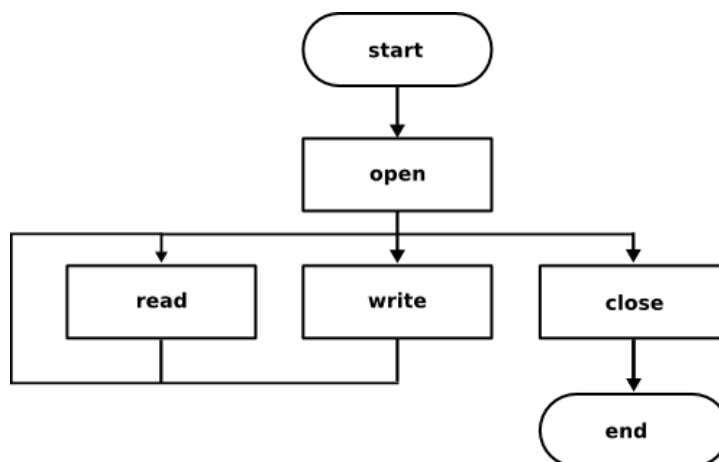 start
open
read
write
close
end